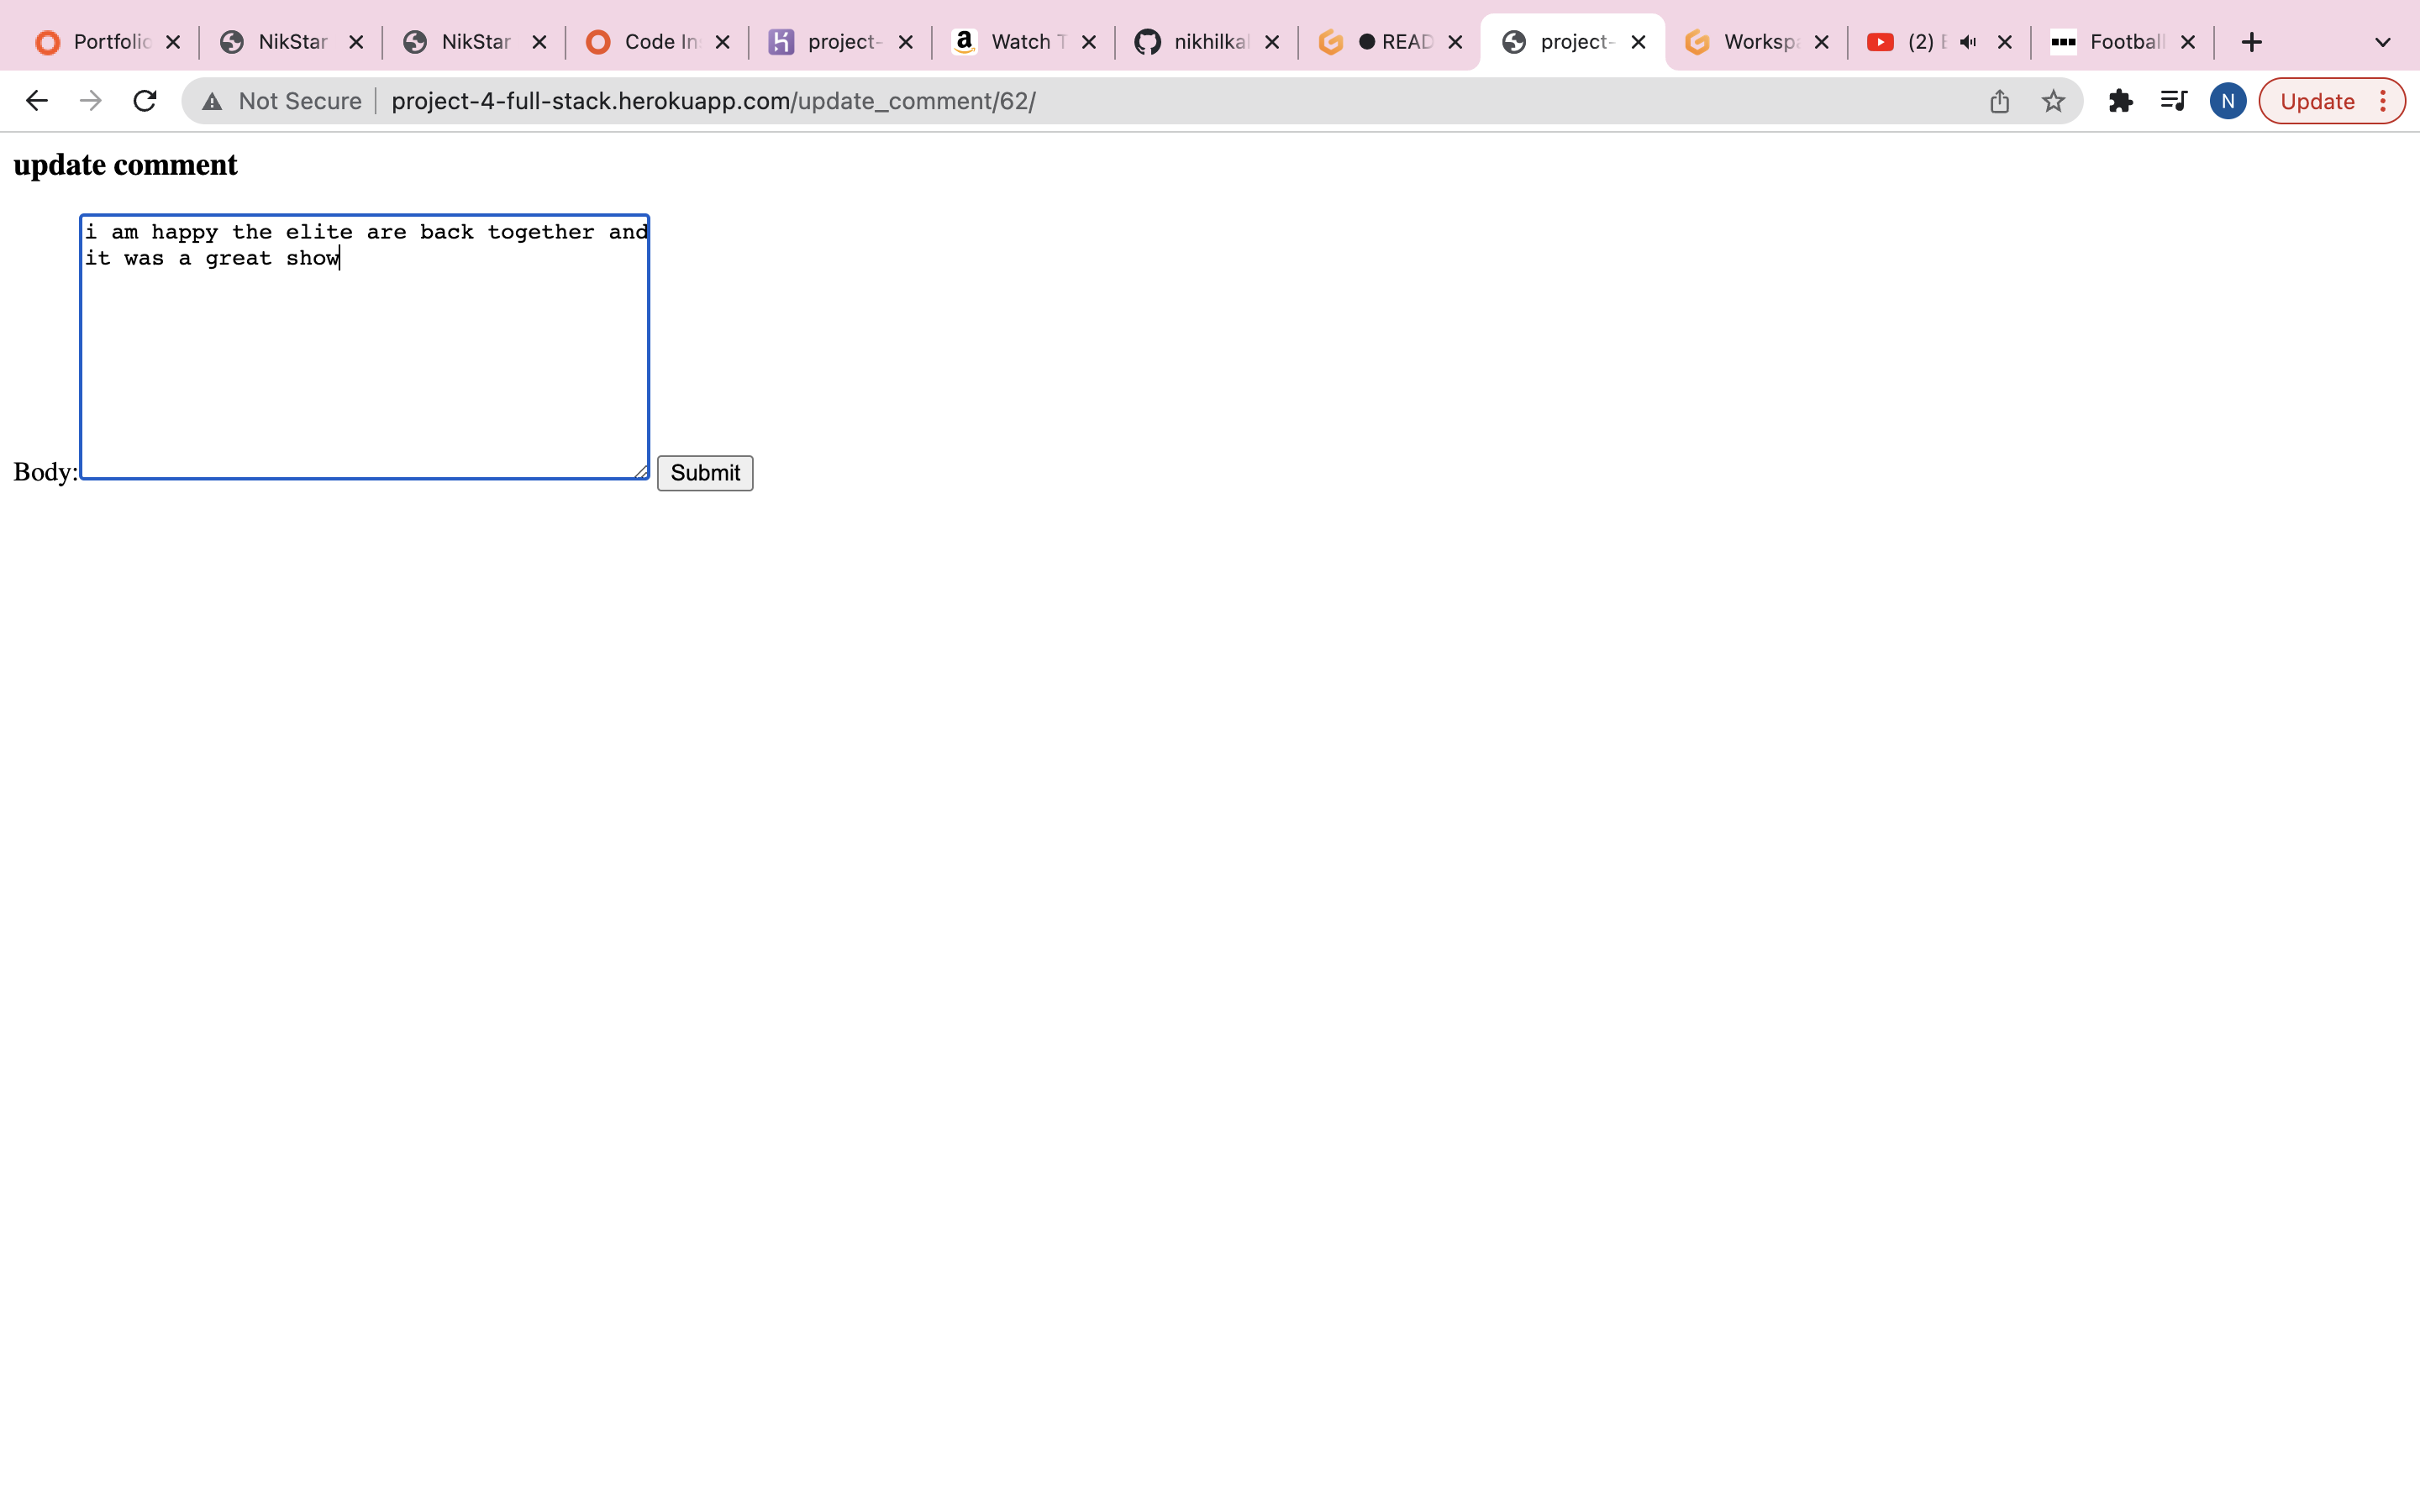 Portfolio NikStar NikStar Code In project- Watch T nikhilkal READ project- Worksp (2) Football
Not Secure project-4-full-stack.herokuapp.com/update_comment/62/ N Update
update comment
i am happy the elite are back together and
it was a great show
Body: Submit